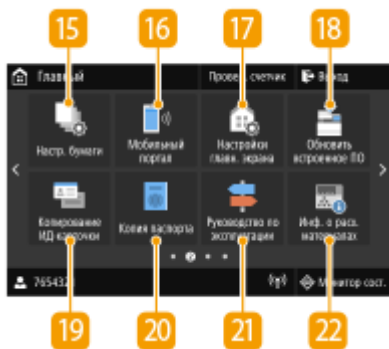 15 16 17 18
Главный Провер. счетчик Выход
Настр. бумаги
Мобильный
портал
Настройки
главн. экрана
Обновить
встроенное ПО
Копирование
ИД-карточки
Копия паспорта
Руководство по
эксплуатации
Инф. о расх.
материалах
Монитор сост.
19 20 21 22